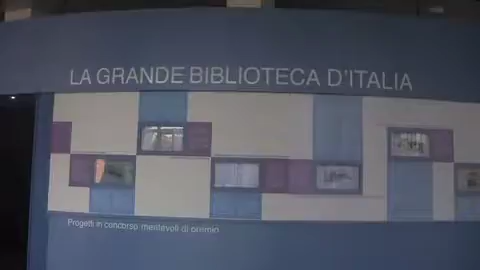 LA GRANDE BIBLIOTECA D'ITALIA
Progetti in concorso meritevoli di premio